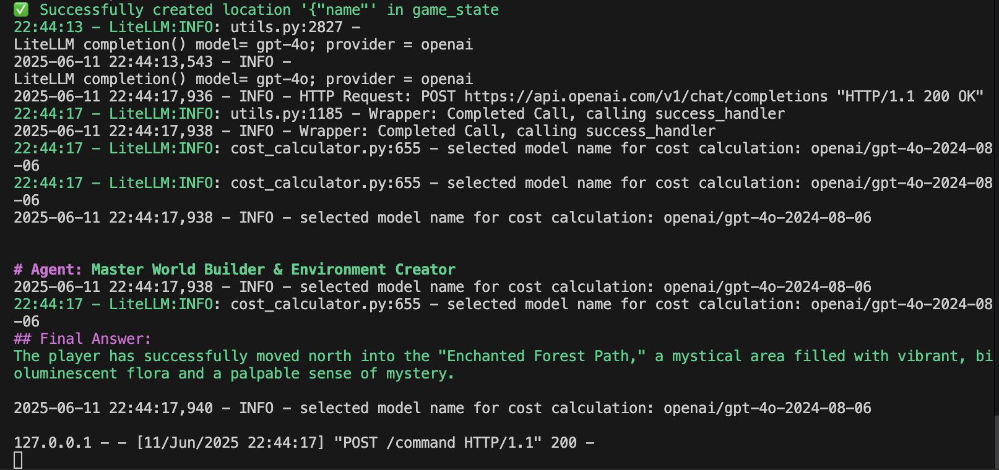 ✅ Successfully created location '{"name"' in game_state
22:44:13 - LiteLLM:INFO: utils.py:2827 -
LiteLLM completion() model= gpt-4o; provider = openai
2025-06-11 22:44:13,543 - INFO -
LiteLLM completion() model= gpt-4o; provider = openai
2025-06-11 22:44:17,936 - INFO - HTTP Request: POST https://api.openai.com/v1/chat/completions "HTTP/1.1 200 OK"
22:44:17 - LiteLLM:INFO: utils.py:1185 - Wrapper: Completed Call, calling success_handler
2025-06-11 22:44:17,938 - INFO - Wrapper: Completed Call, calling success_handler
22:44:17 - LiteLLM:INFO: cost_calculator.py:655 - selected model name for cost calculation: openai/gpt-4o-2024-08
-06
22:44:17 - LiteLLM:INFO: cost_calculator.py:655 - selected model name for cost calculation: openai/gpt-4o-2024-08
-06
2025-06-11 22:44:17,938 - INFO - selected model name for cost calculation: openai/gpt-4o-2024-08-06
# Agent: Master World Builder & Environment Creator
2025-06-11 22:44:17,938 - INFO - selected model name for cost calculation: openai/gpt-4o-2024-08-06
22:44:17 - LiteLLM:INFO: cost_calculator.py:655 - selected model name for cost calculation: openai/gpt-4o-2024-08
-06
## Final Answer:
The player has successfully moved north into the "Enchanted Forest Path," a mystical area filled with vibrant, bi
oluminescent flora and a palpable sense of mystery.
2025-06-11 22:44:17,940 - INFO - selected model name for cost calculation: openai/gpt-4o-2024-08-06
127.0.0.1 - - [11/Jun/2025 22:44:17] "POST /command HTTP/1.1" 200 -